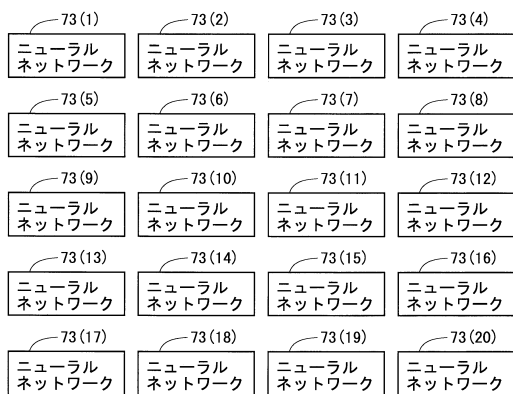 73(1) 73(2) 73(3) 73(4)
ニューラル ニューラル ニューラル ニューラル
ネットワーク ネットワーク ネットワーク ネットワーク
73(5) 73(6) 73(7) 73(8)
ニューラル ニューラル ニューラル ニューラル
ネットワーク ネットワーク ネットワーク ネットワーク
73(9) 73(10) 73(11) 73(12)
ニューラル ニューラル ニューラル ニューラル
ネットワーク ネットワーク ネットワーク ネットワーク
73(13) 73(14) 73(15) 73(16)
ニューラル ニューラル ニューラル ニューラル
ネットワーク ネットワーク ネットワーク ネットワーク
73(17) 73(18) 73(19) 73(20)
ニューラル ニューラル ニューラル ニューラル
ネットワーク ネットワーク ネットワーク ネットワーク